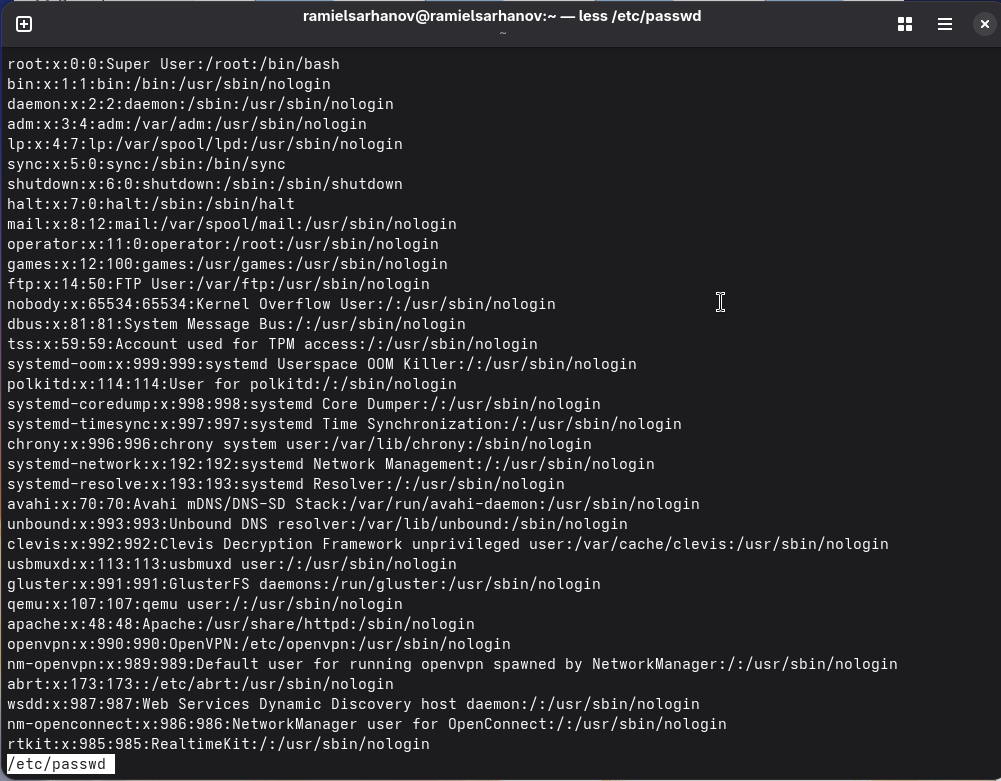 ramielsarhanov@ramielsarhanov:~ — less /etc/passwd
~
root:x:0:0:Super User:/root:/bin/bash
bin:x:1:1:bin:/bin:/usr/sbin/nologin
daemon:x:2:2:daemon:/sbin:/usr/sbin/nologin
adm:x:3:4:adm:/var/adm:/usr/sbin/nologin
lp:x:4:7:lp:/var/spool/lpd:/usr/sbin/nologin
sync:x:5:0:sync:/sbin:/bin/sync
shutdown:x:6:0:shutdown:/sbin:/sbin/shutdown
halt:x:7:0:halt:/sbin:/sbin/halt
mail:x:8:12:mail:/var/spool/mail:/usr/sbin/nologin
operator:x:11:0:operator:/root:/usr/sbin/nologin
games:x:12:100:games:/usr/games:/usr/sbin/nologin
ftp:x:14:50:FTP User:/var/ftp:/usr/sbin/nologin
nobody:x:65534:65534:Kernel Overflow User:/:/usr/sbin/nologin
dbus:x:81:81:System Message Bus:/:/usr/sbin/nologin
tss:x:59:59:Account used for TPM access:/:/usr/sbin/nologin
systemd-oom:x:999:999:systemd Userspace OOM Killer:/:/usr/sbin/nologin
polkitd:x:114:114:User for polkitd:/:/sbin/nologin
systemd-coredump:x:998:998:systemd Core Dumper:/:/usr/sbin/nologin
systemd-timesync:x:997:997:systemd Time Synchronization:/:/usr/sbin/nologin
chrony:x:996:996:chrony system user:/var/lib/chrony:/sbin/nologin
systemd-network:x:192:192:systemd Network Management:/:/usr/sbin/nologin
systemd-resolve:x:193:193:systemd Resolver:/:/usr/sbin/nologin
avahi:x:70:70:Avahi mDNS/DNS-SD Stack:/var/run/avahi-daemon:/usr/sbin/nologin
unbound:x:993:993:Unbound DNS resolver:/var/lib/unbound:/sbin/nologin
clevis:x:992:992:Clevis Decryption Framework unprivileged user:/var/cache/clevis:/usr/sbin/nologin
usbmuxd:x:113:113:usbmuxd user:/:/usr/sbin/nologin
gluster:x:991:991:GlusterFS daemons:/run/gluster:/usr/sbin/nologin
qemu:x:107:107:qemu user:/:/usr/sbin/nologin
apache:x:48:48:Apache:/usr/share/httpd:/sbin/nologin
openvpn:x:990:990:OpenVPN:/etc/openvpn:/usr/sbin/nologin
nm-openvpn:x:989:989:Default user for running openvpn spawned by NetworkManager:/:/usr/sbin/nologin
abrt:x:173:173::/etc/abrt:/usr/sbin/nologin
wsdd:x:987:987:Web Services Dynamic Discovery host daemon:/:/usr/sbin/nologin
nm-openconnect:x:986:986:NetworkManager user for OpenConnect:/:/usr/sbin/nologin
rtkit:x:985:985:RealtimeKit:/:/usr/sbin/nologin
/etc/passwd